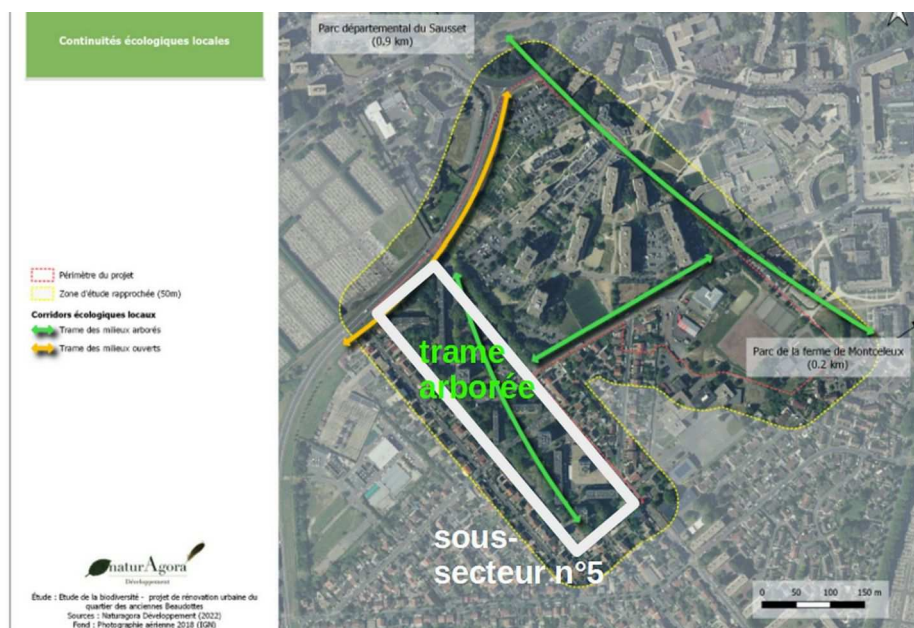 Continuités écologiques locales
Parc départemental du Sausset
(0,9 km)
Périmètre du projet
Zone d'étude rapprochée (50m)
Corridors écologiques locaux
Trame des milieux arborés
Trame des milieux ouverts
trame
arborée
Parc de la ferme de Montceleux
(0.2 km)
sous-
secteur n°5
naturAgora
Développement
Étude : Etude de la biodiversité - projet de rénovation urbaine du
quartier des anciennes Beaudottes
Sources : Naturagora Développement (2022)
Fond : Photographie aérienne 2018 (IGN)
0 50 100 150 m